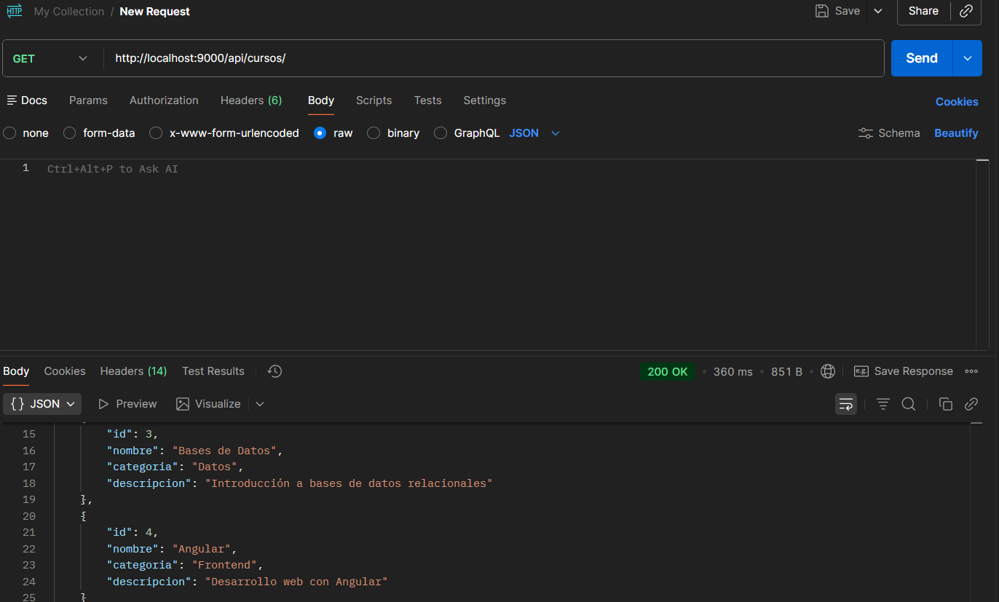 HTTP My Collection / New Request Save Share
GET http://localhost:9000/api/cursos/ Send
Docs Params Authorization Headers (6) Body Scripts Tests Settings Cookies
none form-data x-www-form-urlencoded raw binary GraphQL JSON Schema Beautify
1 Ctrl+Alt+P to Ask AI
Body Cookies Headers (14) Test Results 200 OK • 360 ms • 851 B • e.g. Save Response
{} JSON Preview Visualize
15 "id": 3,
16 "nombre": "Bases de Datos",
17 "categoria": "Datos",
18 "descripcion": "Introducción a bases de datos relacionales"
19 },
20 {
21 "id": 4,
22 "nombre": "Angular",
23 "categoria": "Frontend",
24 "descripcion": "Desarrollo web con Angular"
25 }